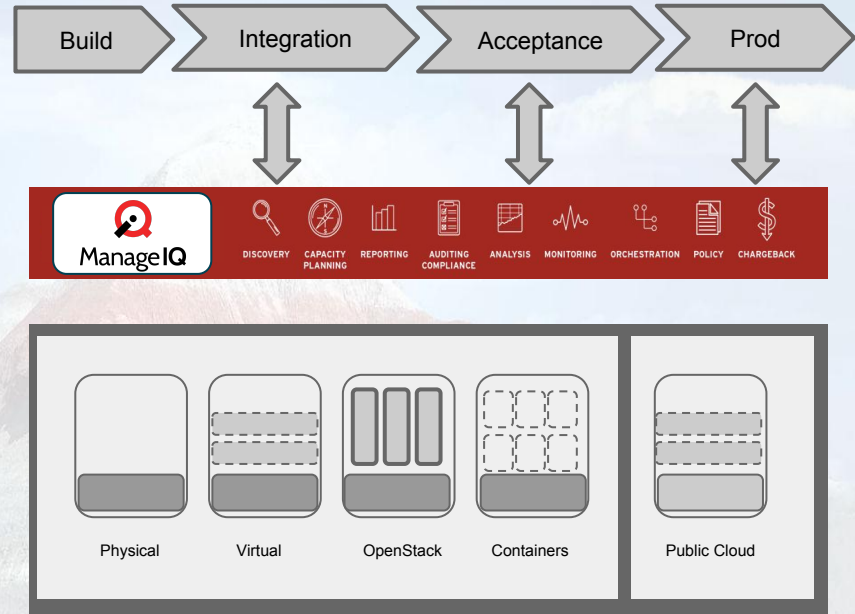 Build
Integration
Acceptance
Prod
ManageIQ
DISCOVERY
CAPACITY
PLANNING
REPORTING
AUDITING
COMPLIANCE
ANALYSIS
MONITORING
ORCHESTRATION
POLICY
CHARGEBACK
Physical
Virtual
OpenStack
Containers
Public Cloud